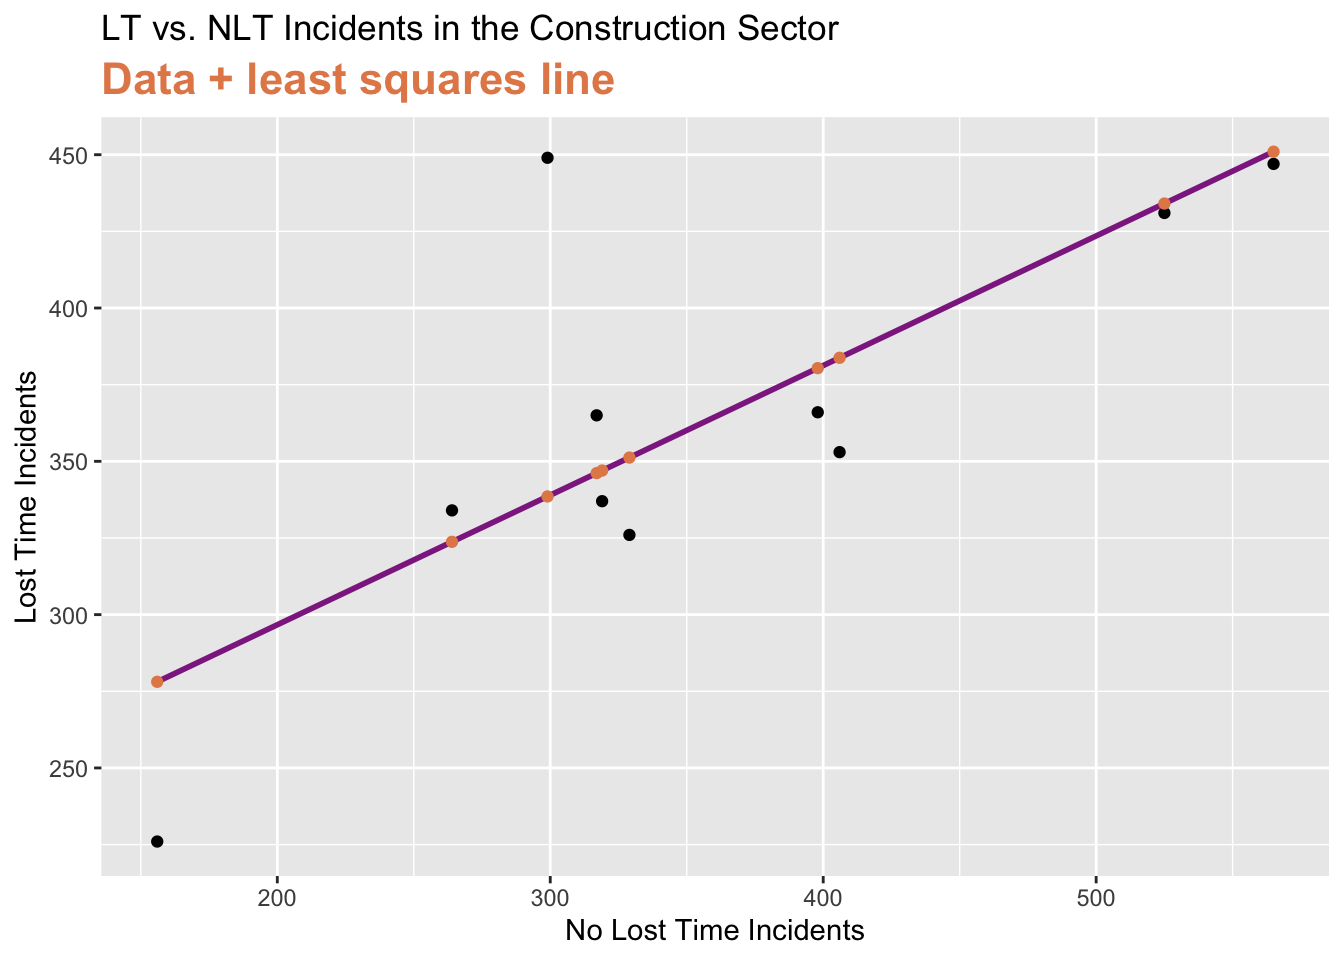 LT vs. NLT Incidents in the Construction Sector
Data + least squares line
450
400
350
300
250
Lost Time Incidents
200 300 400 500
No Lost Time Incidents